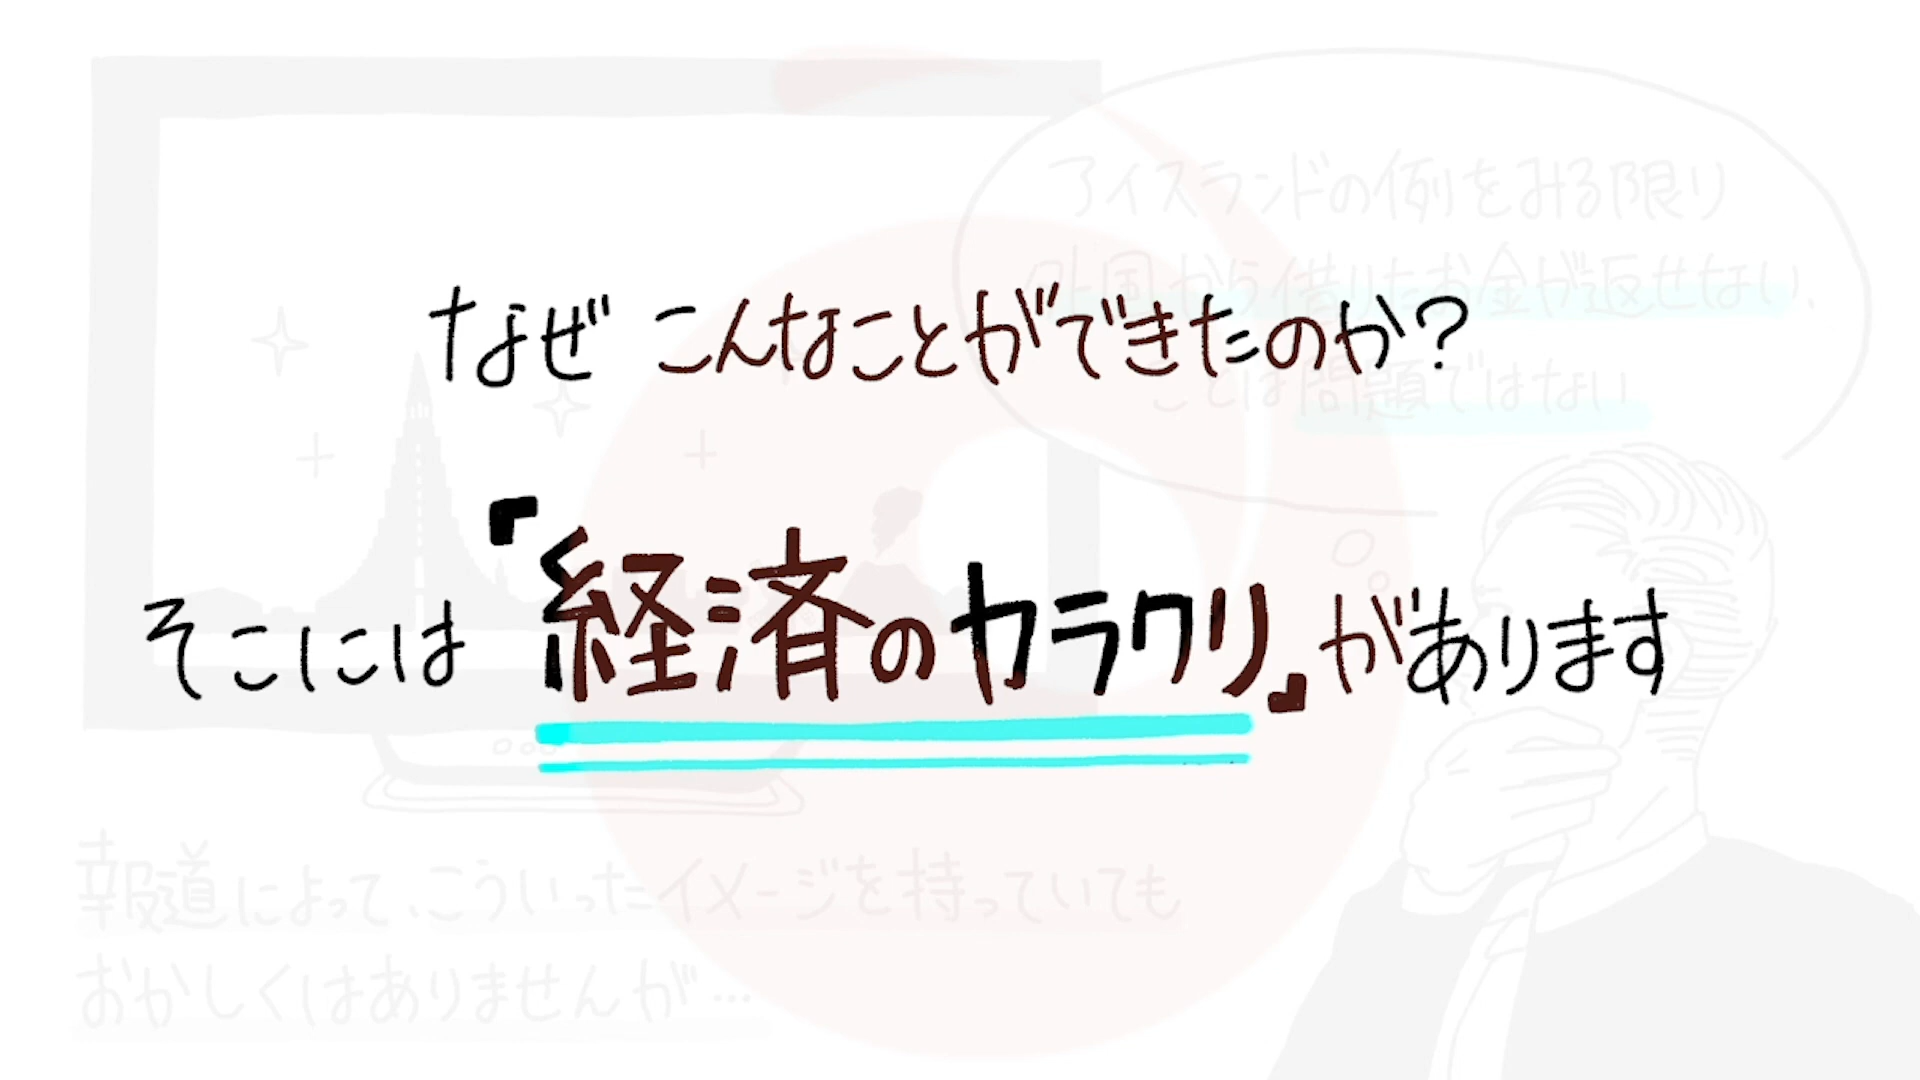 アイスランドの例をみる限り
外国から借りたお金が返せない、
ことは問題ではない
なぜ こんなことができたのか?
そこには『経済のカラクリ』があります
報道によって、こういったイメージを持っていても
おかしくはありませんが…